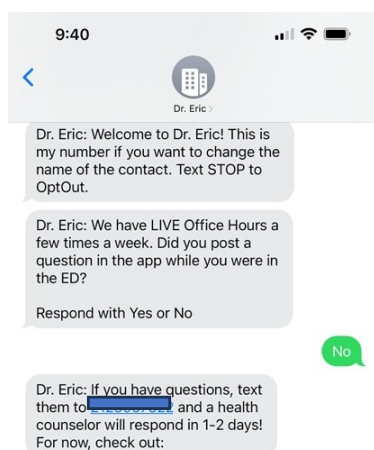 9:40
Dr. Eric
Dr. Eric: Welcome to Dr. Eric! This is
my number if you want to change the
name of the contact. Text STOP to
OptOut.
Dr. Eric: We have LIVE Office Hours a
few times a week. Did you post a
question in the app while you were in
the ED?
Respond with Yes or No
No
Dr. Eric: If you have questions, text
them to and a health
counselor will respond in 1-2 days!
For now, check out: